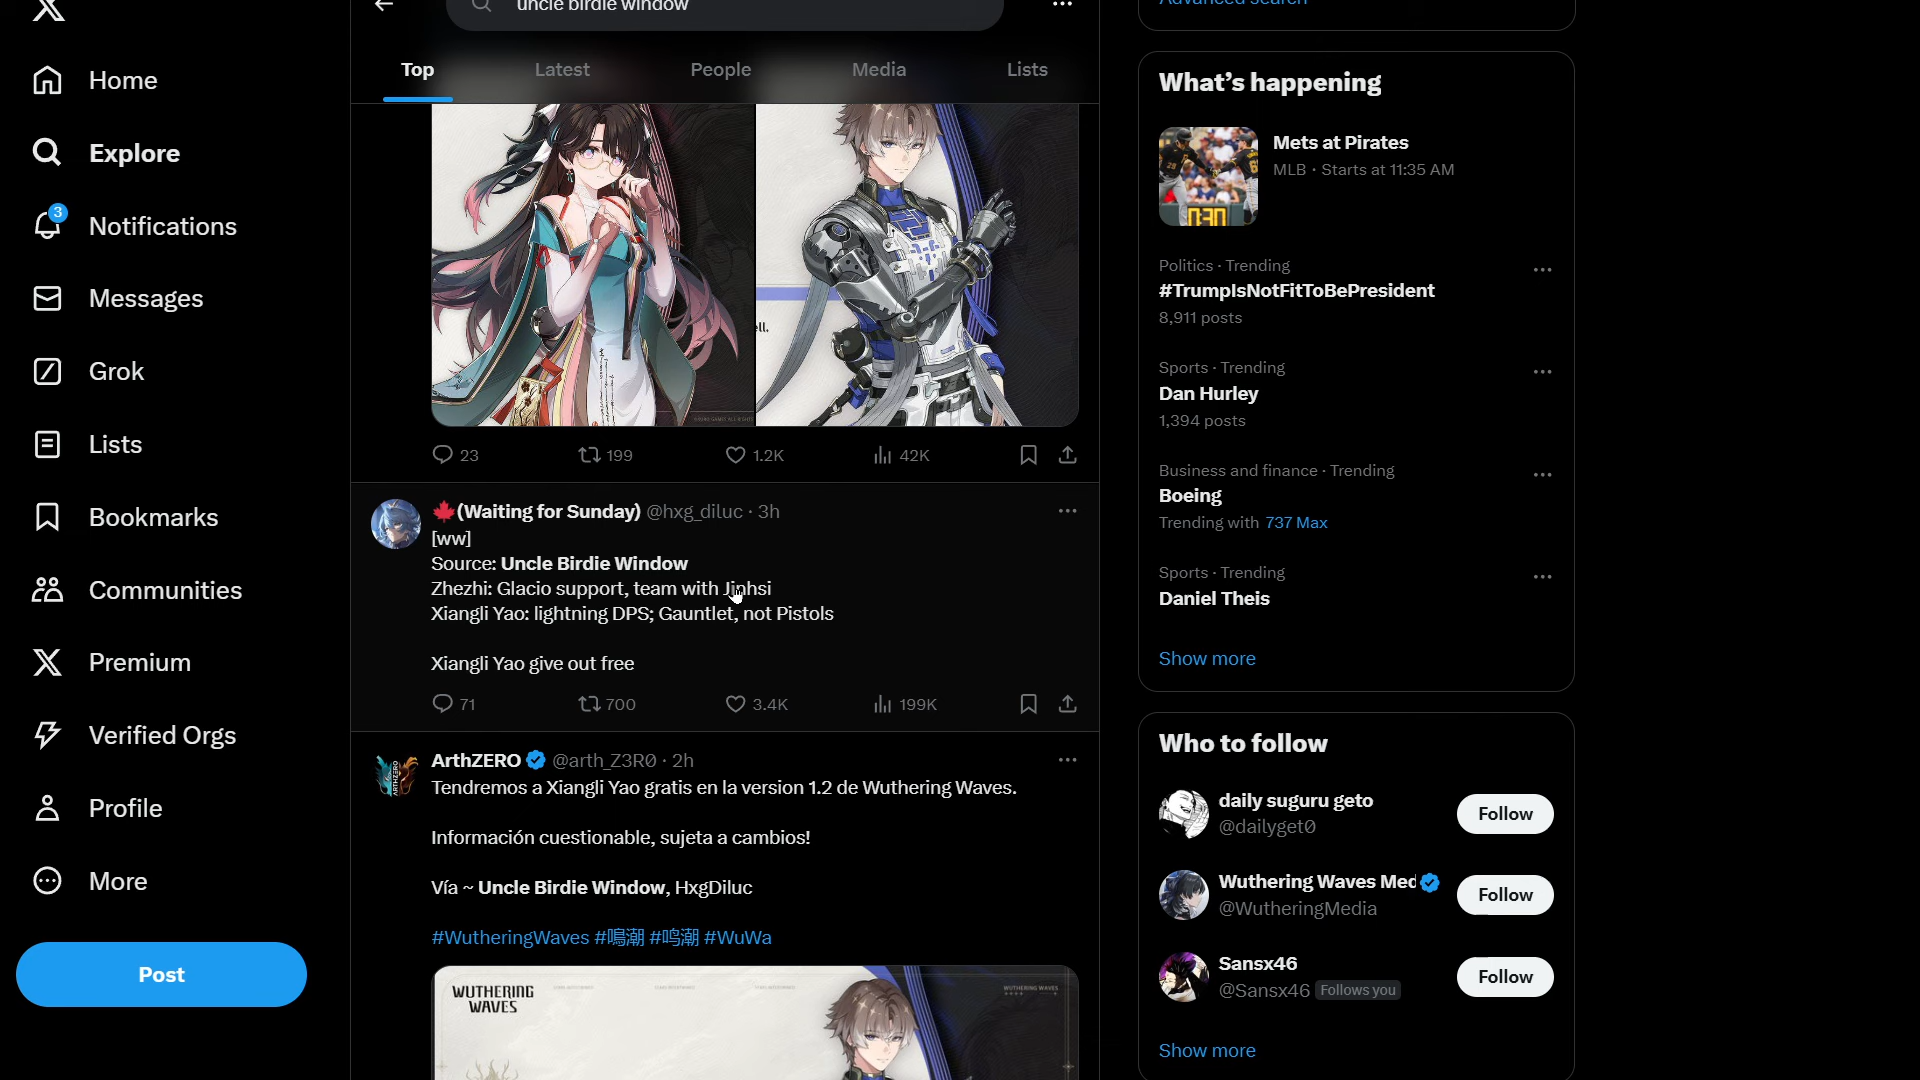 uncle birdie window
Advanced search
Home
Explore
3
Notifications
Messages
Grok
Lists
Bookmarks
Communities
Premium
Verified Orgs
Profile
More
Post
Top
Latest
People
Media
Lists
ell.
23
199
1.2K
42K
(Waiting for Sunday) @hxg_diluc · 3h
[ww]
Source: Uncle Birdie Window
Zhezhi: Glacio support, team with Jinhsi
Xiangli Yao: lightning DPS; Gauntlet, not Pistols
Xiangli Yao give out free
71
700
3.4K
199K
ArthZERO @arth_Z3R0 · 2h
Tendremos a Xiangli Yao gratis en la version 1.2 de Wuthering Waves.
Información cuestionable, sujeta a cambios!
Vía ~ Uncle Birdie Window, HxgDiluc
#WutheringWaves #鳴潮 #鸣潮 #WuWa
WUTHERING
WAVES
WUTHERING WAVES
What's happening
Mets at Pirates
MLB · Starts at 11:35 AM
Politics · Trending
#TrumpIsNotFitToBePresident
8,911 posts
Sports · Trending
Dan Hurley
1,394 posts
Business and finance · Trending
Boeing
Trending with 737 Max
Sports · Trending
Daniel Theis
Show more
Who to follow
daily suguru geto
@dailyget0
Follow
Wuthering Waves Med
@WutheringMedia
Follow
Sansx46
@Sansx46 Follows you
Follow
Show more